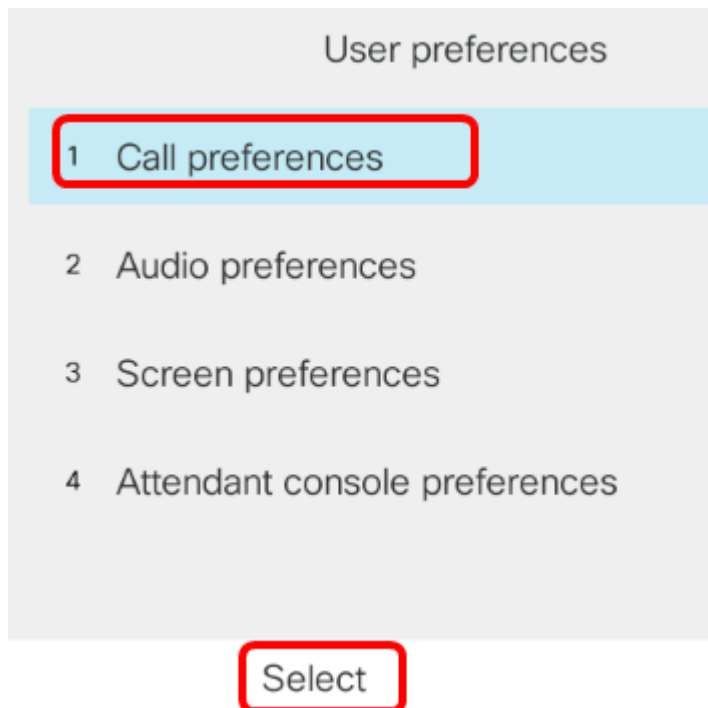 User preferences
1 Call preferences
2 Audio preferences
3 Screen preferences
4 Attendant console preferences
Select